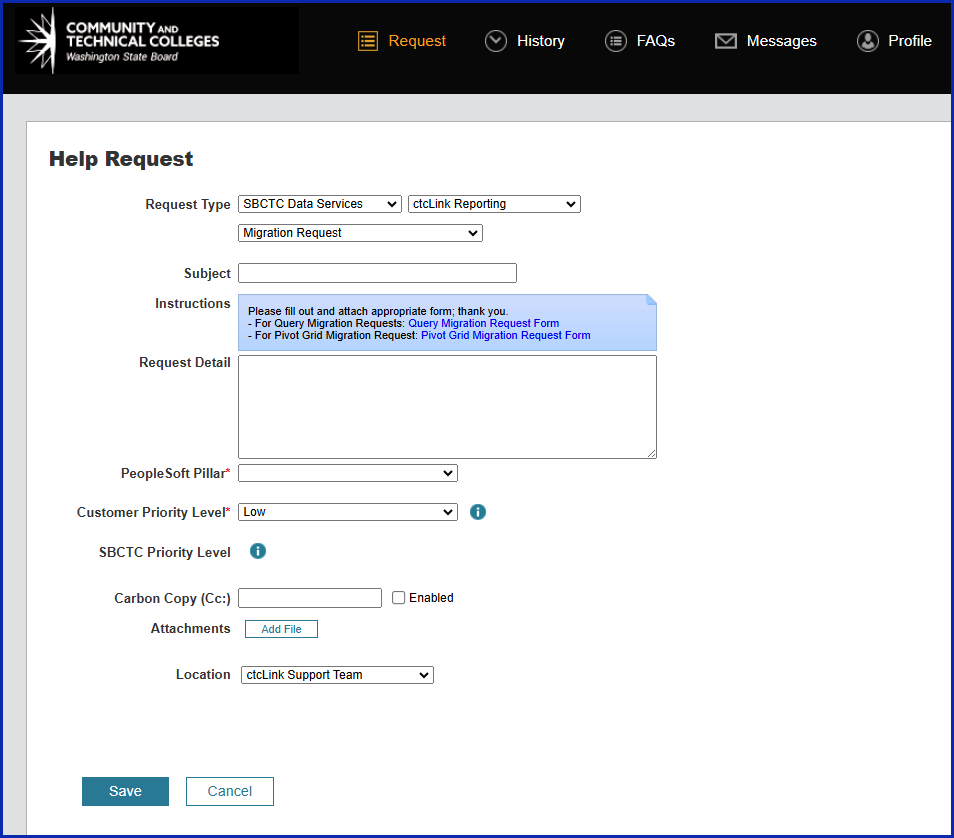 COMMUNITY AND
TECHNICAL COLLEGES
Washington State Board
Request
History
FAQs
Messages
Profile
Help Request
Request Type SBCTC Data Services ctcLink Reporting
Migration Request
Subject
Instructions
Please fill out and attach appropriate form; thank you.
- For Query Migration Requests: Query Migration Request Form
- For Pivot Grid Migration Request: Pivot Grid Migration Request Form
Request Detail
PeopleSoft Pillar*
Customer Priority Level* Low
SBCTC Priority Level
Carbon Copy (Cc:) Enabled
Attachments Add File
Location ctcLink Support Team
Save Cancel